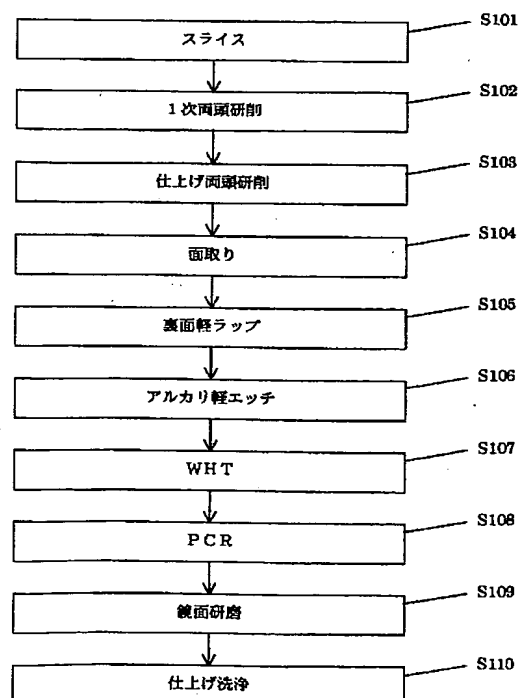 S101
スライス
S102
1次両頭研削
S103
仕上げ両頭研削
S104
面取り
S105
裏面軽ラップ
S106
アルカリ軽エッチ
S107
WHT
S108
PCR
S109
鏡面研磨
S110
仕上げ洗浄